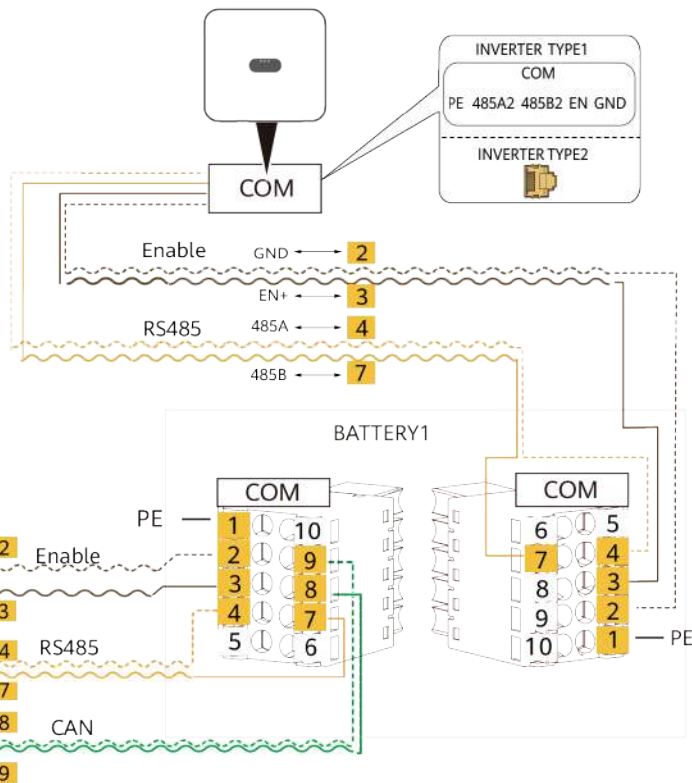 INVERTER TYPE1
COM
PE 485A2 485B2 EN GND
INVERTER TYPE2
COM
Enable
GND 2
EN+ 3
RS485
485A 4
485B 7
BATTERY1
COM
PE 1 10
2 9
3 8
4 7
5 6
COM
6 5
7 4
8 3
9 2
10 1 PE
2
Enable
3
4 RS485
7
8 CAN
9